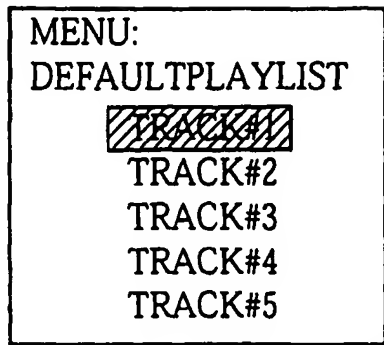 MENU:
DEFAULTPLAYLIST
TRACK#1
TRACK#2
TRACK#3
TRACK#4
TRACK#5